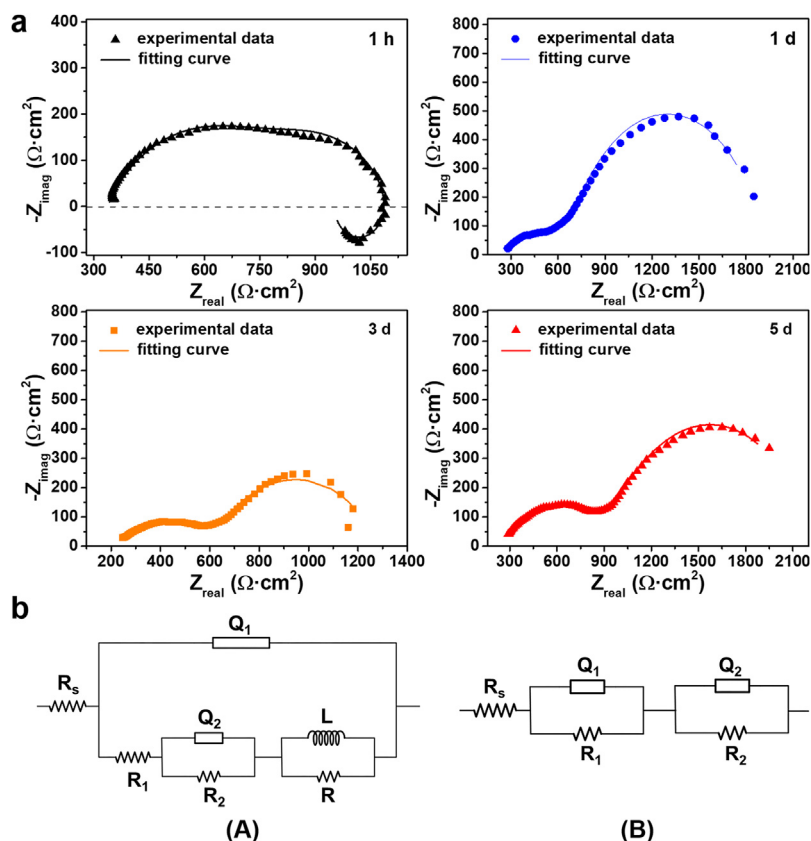 a
experimental data 1 h
fitting curve
-Z_imag (Ω·cm²)
400
300
200
100
0
-100
300 450 600 750 900 1050
Z_real (Ω·cm²)
experimental data 1 d
fitting curve
-Z_imag (Ω·cm²)
800
700
600
500
400
300
200
100
0
300 600 900 1200 1500 1800 2100
Z_real (Ω·cm²)
experimental data 3 d
fitting curve
-Z_imag (Ω·cm²)
800
700
600
500
400
300
200
100
0
200 400 600 800 1000 1200 1400
Z_real (Ω·cm²)
experimental data 5 d
fitting curve
-Z_imag (Ω·cm²)
800
700
600
500
400
300
200
100
0
300 600 900 1200 1500 1800 2100
Z_real (Ω·cm²)
b
Q₁
Rₛ
Q₂ L
R₁ R₂ R
(A)
Q₁ Q₂
Rₛ
R₁ R₂
(B)